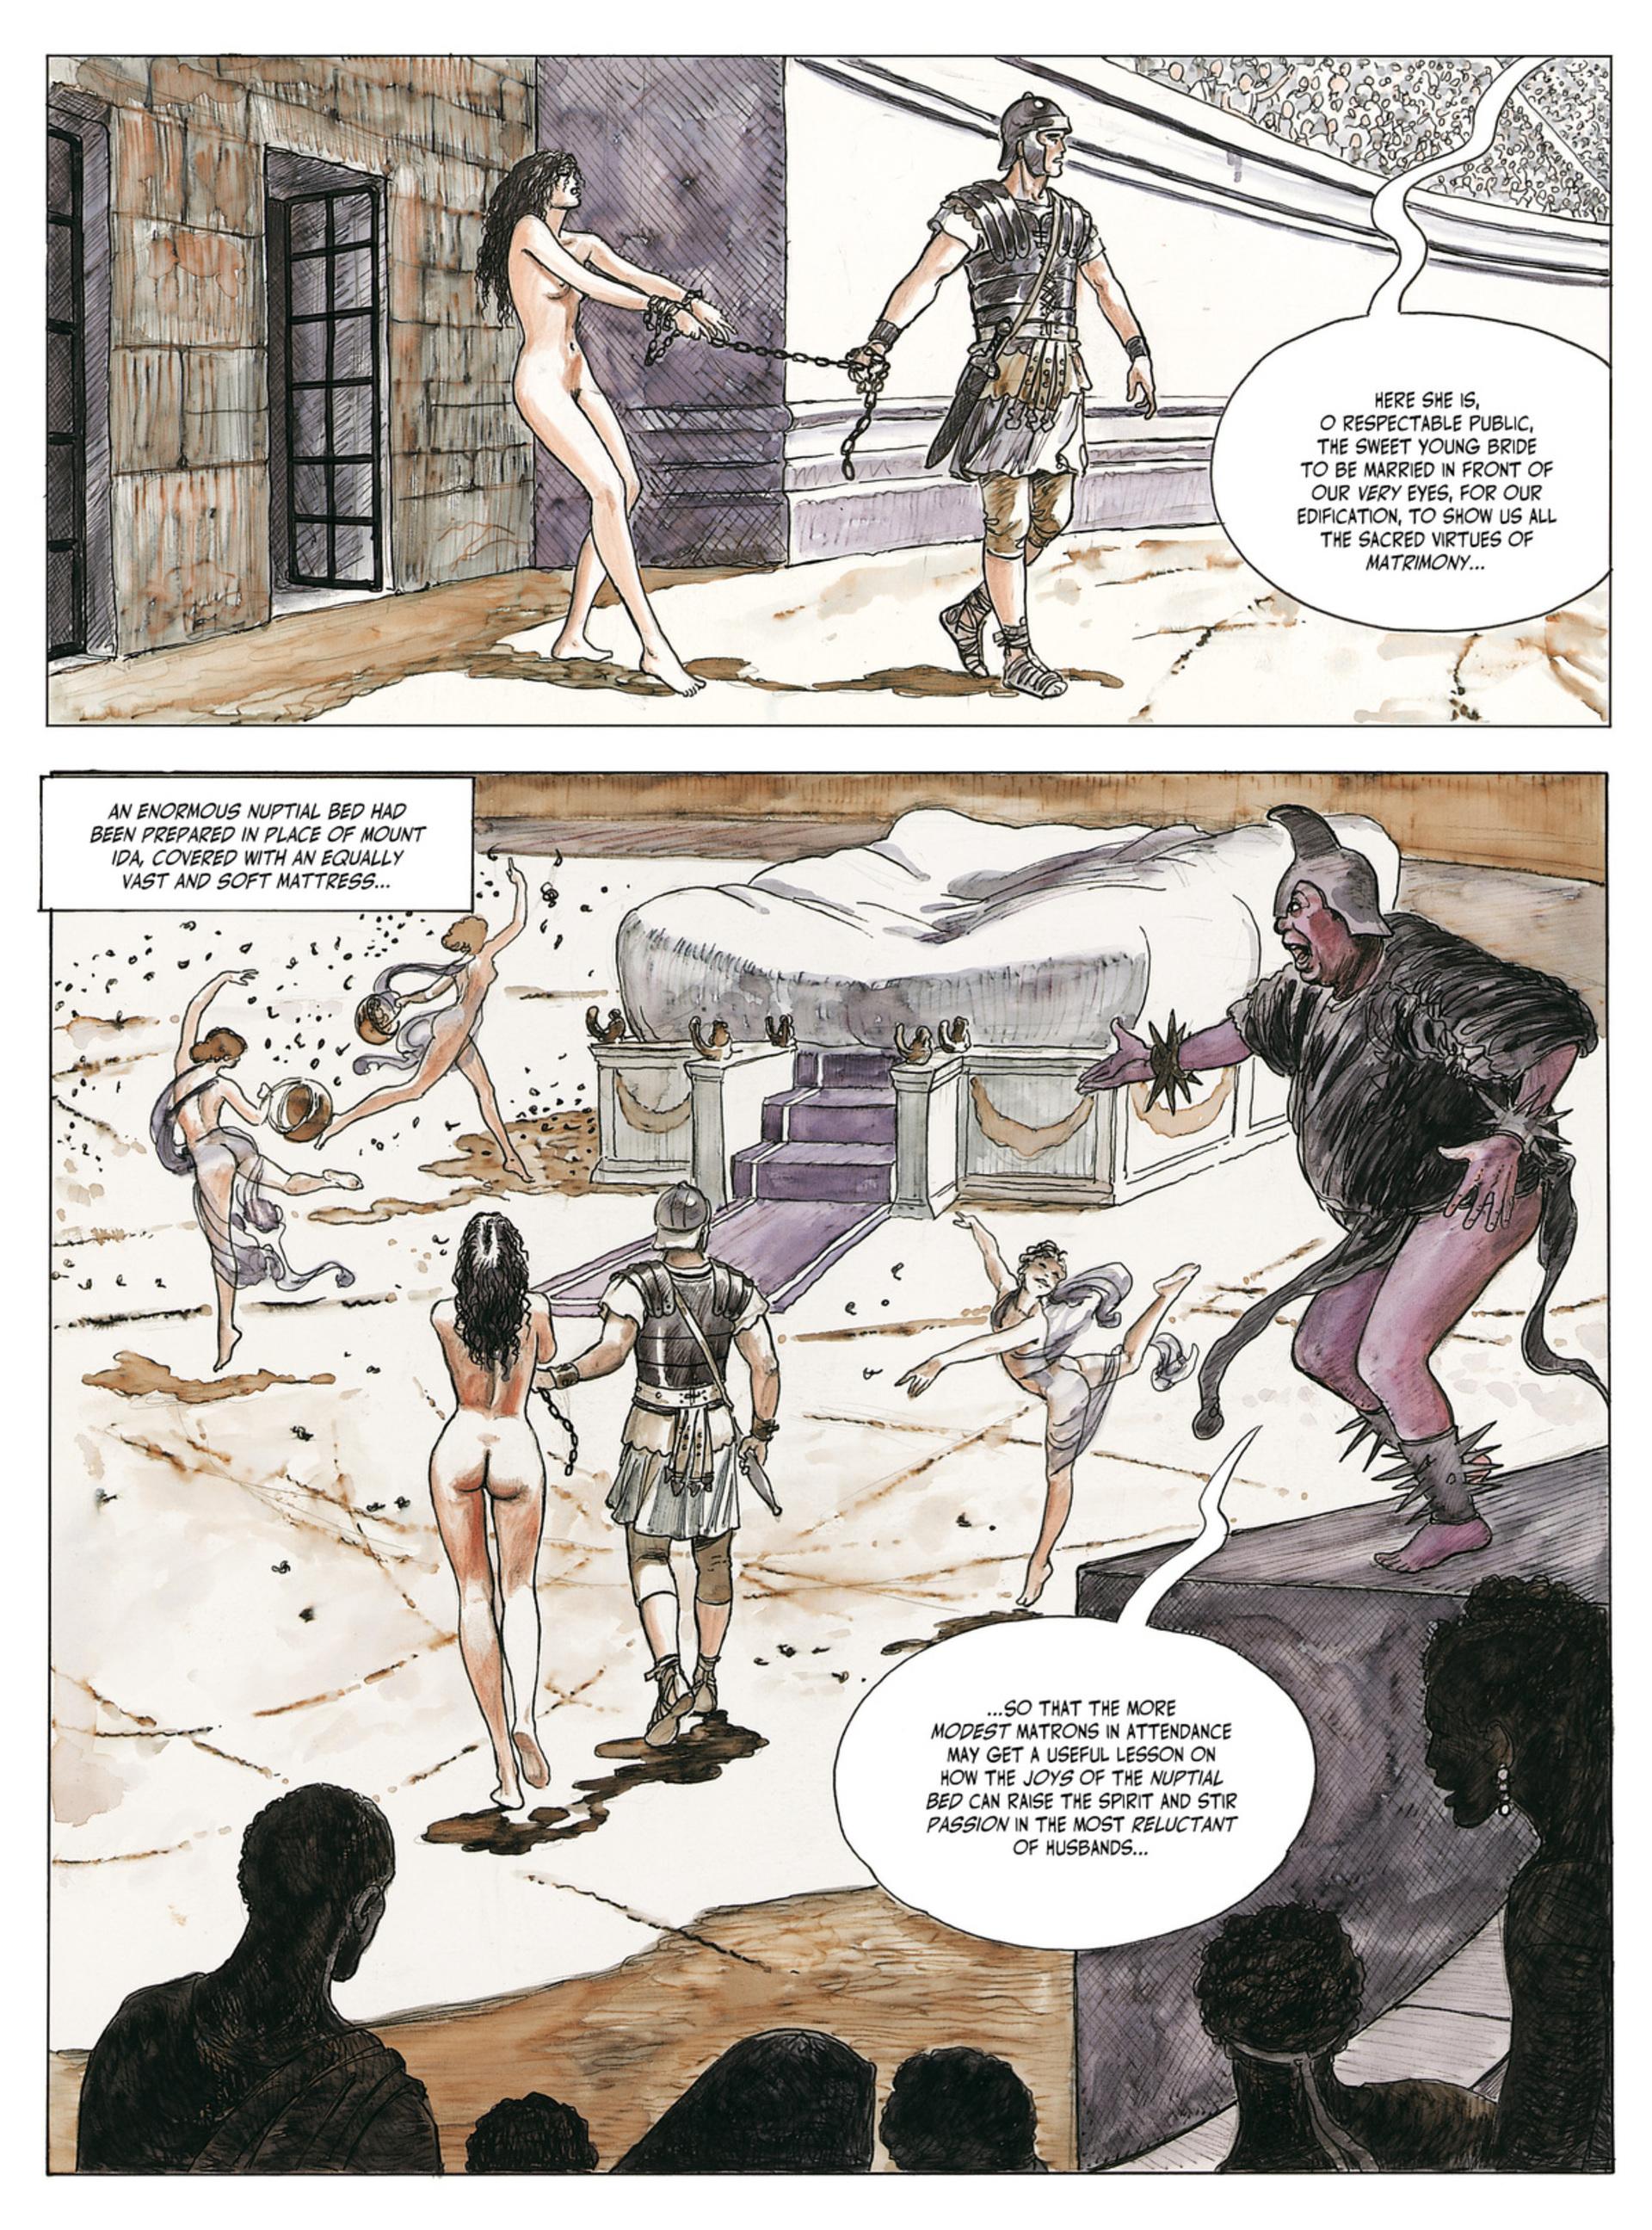 HERE SHE IS,
O RESPECTABLE PUBLIC,
THE SWEET YOUNG BRIDE
TO BE MARRIED IN FRONT OF
OUR VERY EYES, FOR OUR
EDIFICATION, TO SHOW US ALL
THE SACRED VIRTUES OF
MATRIMONY...
AN ENORMOUS NUPTIAL BED HAD
BEEN PREPARED IN PLACE OF MOUNT
IDA, COVERED WITH AN EQUALLY
VAST AND SOFT MATTRESS...
...SO THAT THE MORE
MODEST MATRONS IN ATTENDANCE
MAY GET A USEFUL LESSON ON
HOW THE JOYS OF THE NUPTIAL
BED CAN RAISE THE SPIRIT AND STIR
PASSION IN THE MOST RELUCTANT
OF HUSBANDS...